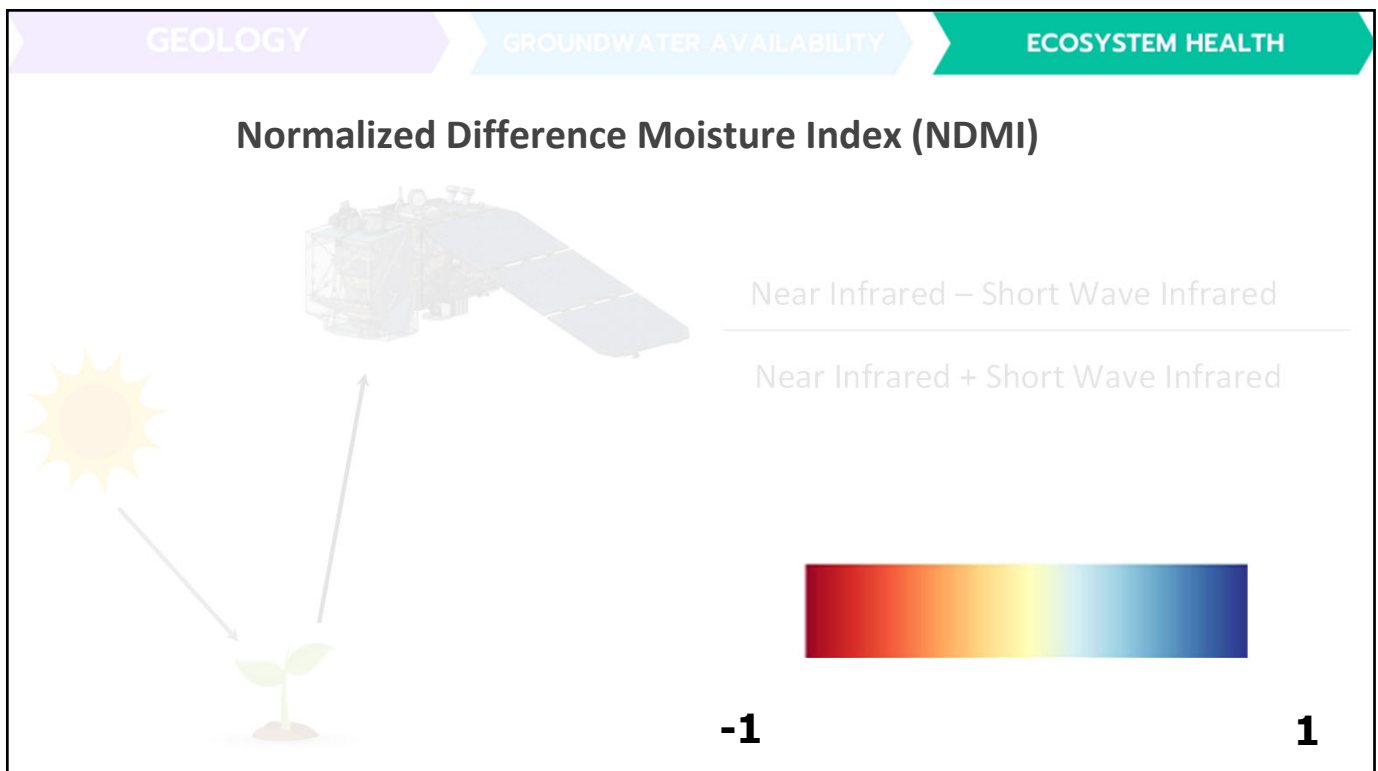 GEOLOGY
GROUNDWATER AVAILABILITY
ECOSYSTEM HEALTH
Normalized Difference Moisture Index (NDMI)
Near Infrared – Short Wave Infrared
Near Infrared + Short Wave Infrared
-1
1